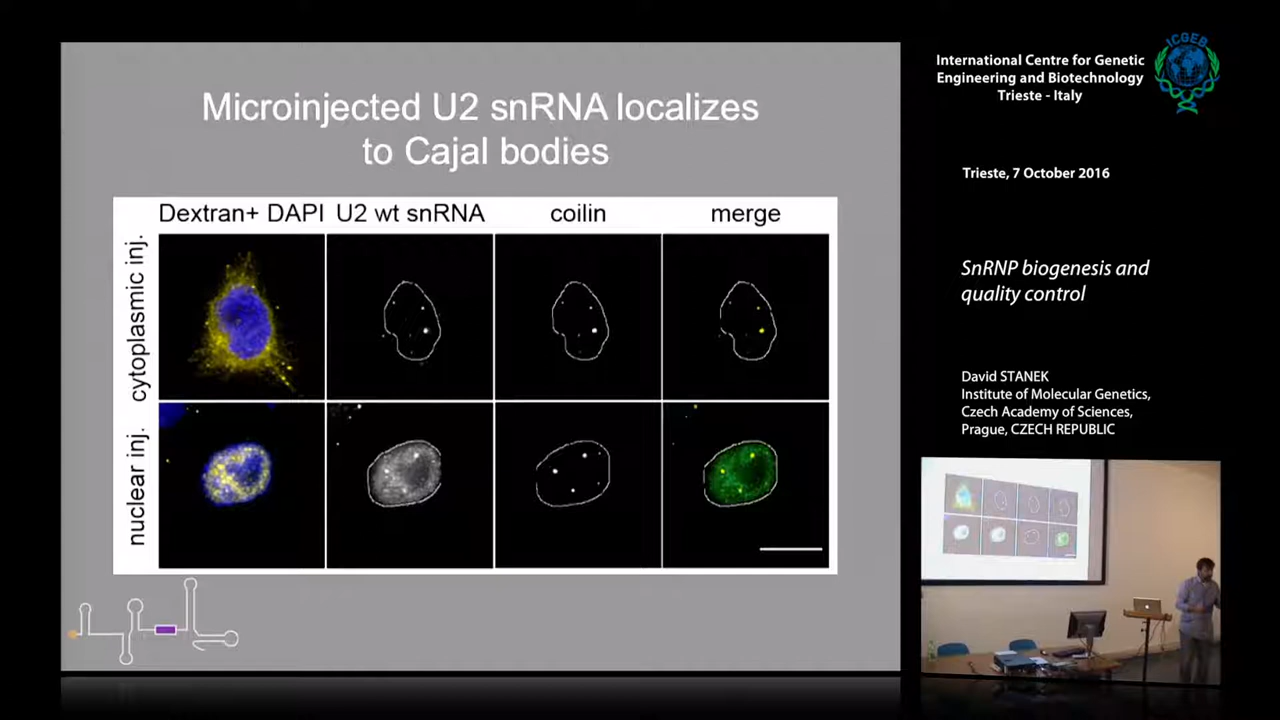 Microinjected U2 snRNA localizes
to Cajal bodies
Dextran+ DAPI U2 wt snRNA coilin merge
cytoplasmic inj.
nuclear inj.
International Centre for Genetic
Engineering and Biotechnology
Trieste - Italy
ICGEB
Trieste, 7 October 2016
SnRNP biogenesis and
quality control
David STANEK
Institute of Molecular Genetics,
Czech Academy of Sciences,
Prague, CZECH REPUBLIC